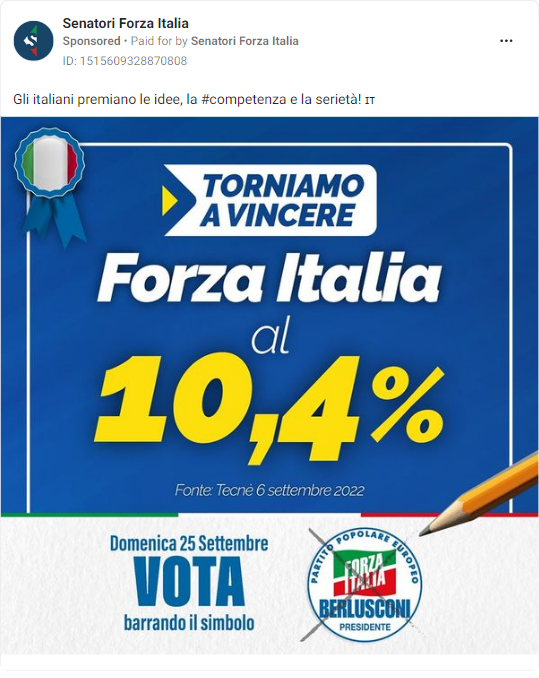 Senatori Forza Italia
Sponsored • Paid for by Senatori Forza Italia
ID: 1515609328870808
Gli italiani premiano le idee, la #competenza e la serietà! IT
TORNIAMO
A VINCERE
Forza Italia
al
10,4%
Fonte: Tecnè 6 settembre 2022
Domenica 25 Settembre
VOTA
barrando il simbolo
PARTITO POPOLARE EUROPEO
FORZA
ITALIA
BERLUSCONI
PRESIDENTE